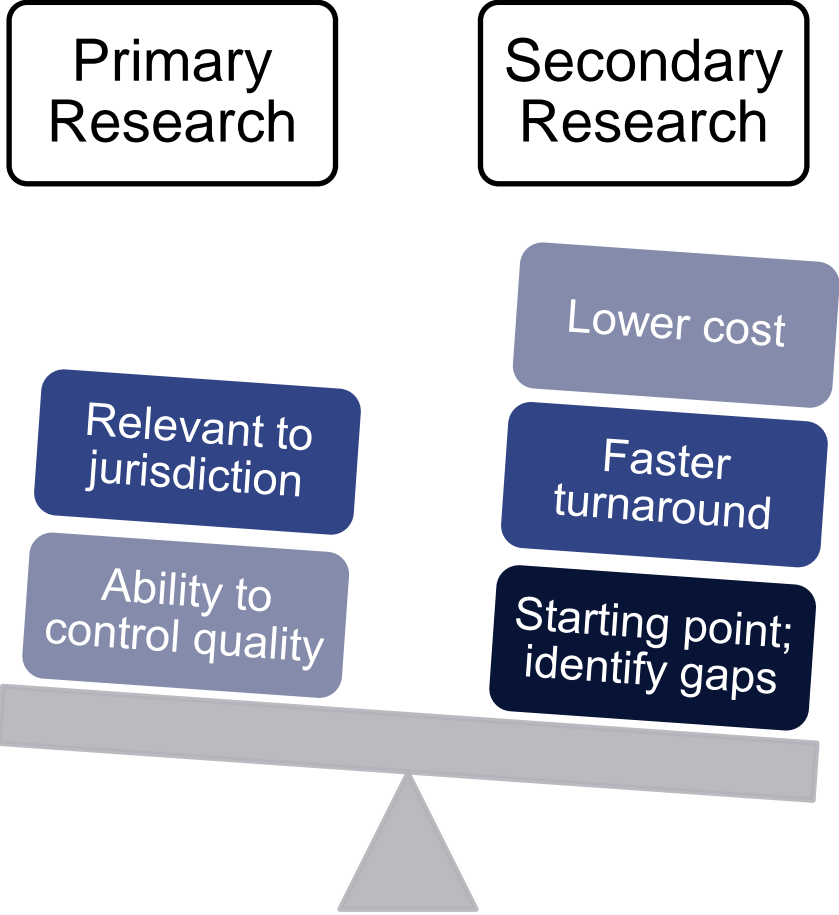 Primary
Research
Secondary
Research
Lower cost
Relevant to
jurisdiction
Faster
turnaround
Ability to
control quality
Starting point;
identify gaps